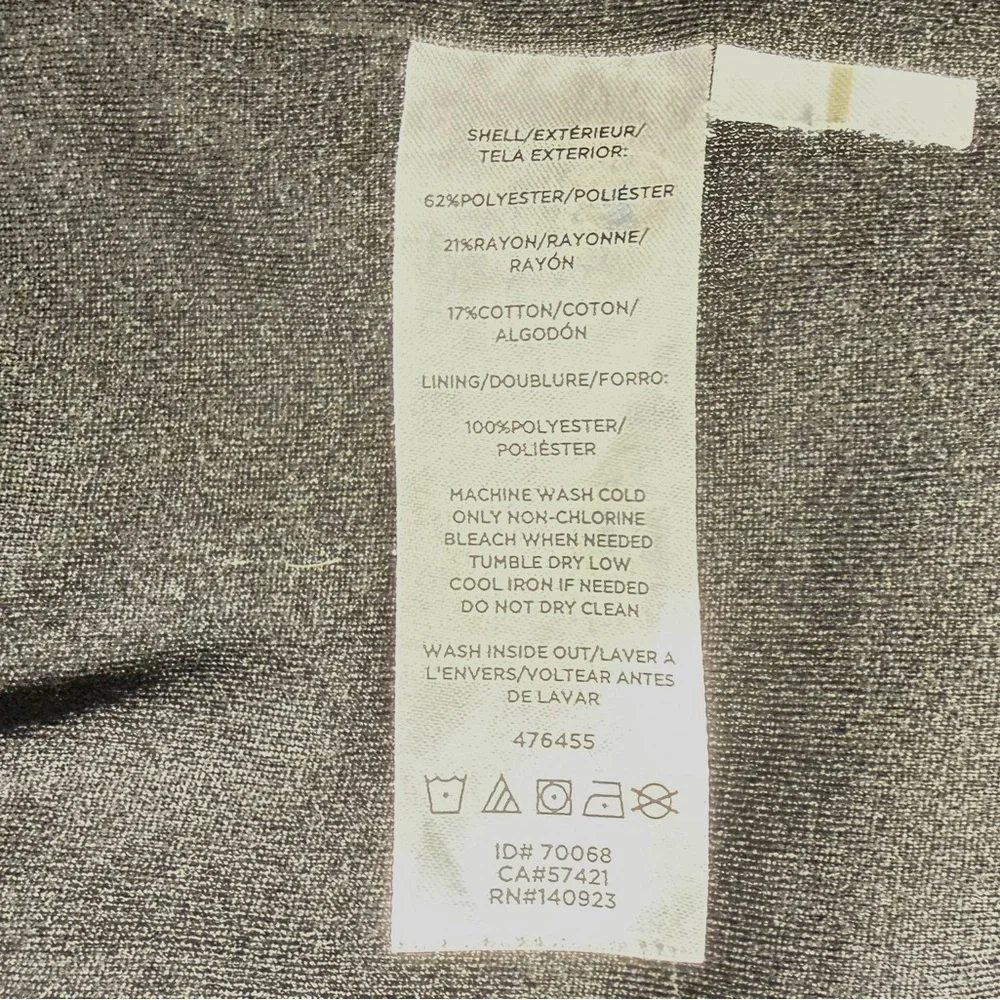 SHELL/EXTÉRIEUR/
TELA EXTERIOR:
62%POLYESTER/POLIÉSTER
21%RAYON/RAYONNE/
RAYÓN
17%COTTON/COTON/
ALGODÓN
LINING/DOUBLURE/FORRO:
100%POLYESTER/
POLIÉSTER
MACHINE WASH COLD
ONLY NON-CHLORINE
BLEACH WHEN NEEDED
TUMBLE DRY LOW
COOL IRON IF NEEDED
DO NOT DRY CLEAN
WASH INSIDE OUT/LAVER A
L'ENVERS/VOLTEAR ANTES
DE LAVAR
476455
ID# 70068
CA#57421
RN#140923